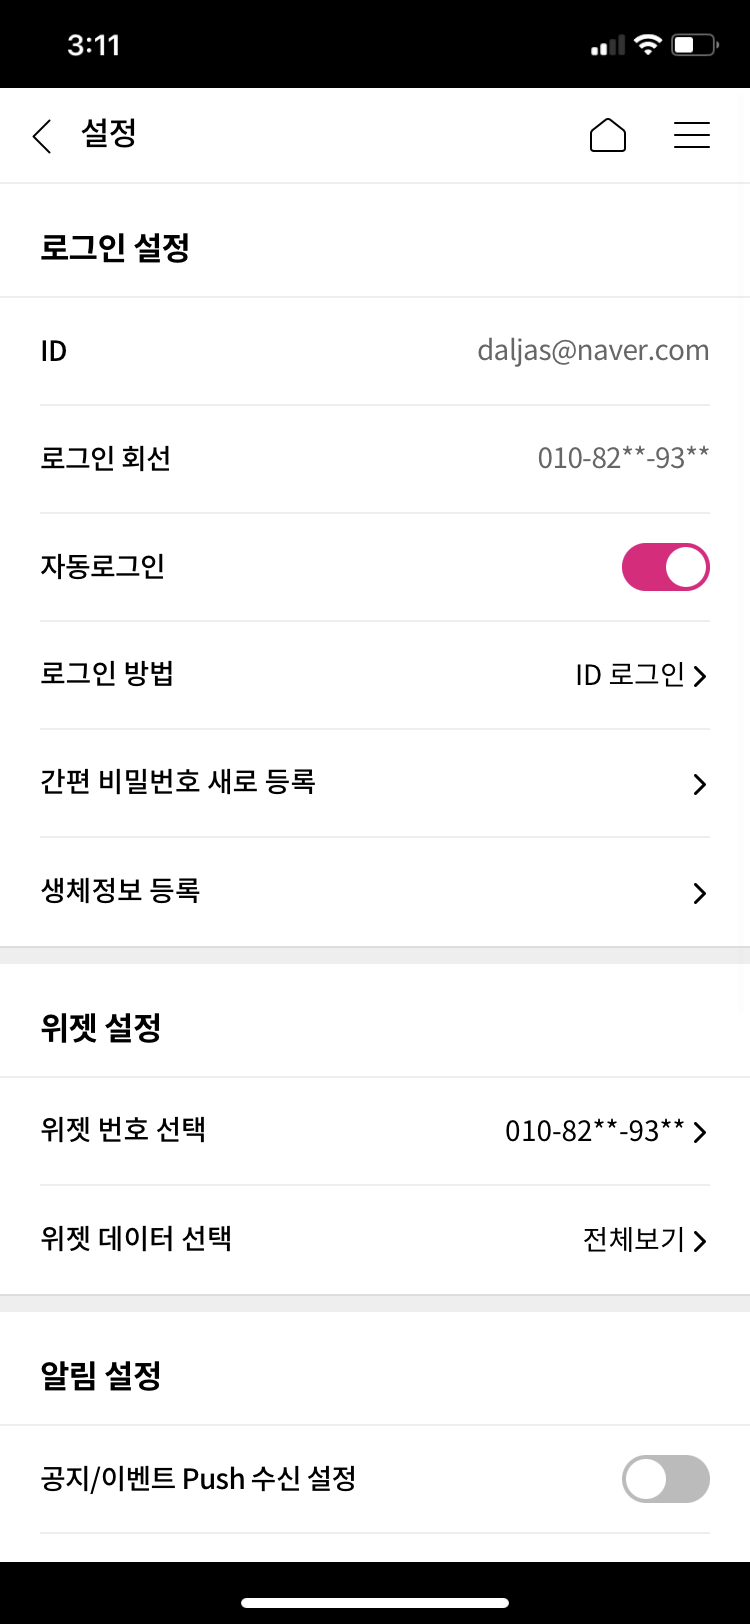 3:11
설정
로그인 설정
ID daljas@naver.com
로그인 회선 010-82**-93**
자동로그인
로그인 방법 ID 로그인
간편 비밀번호 새로 등록
생체정보 등록
위젯 설정
위젯 번호 선택 010-82**-93**
위젯 데이터 선택 전체보기
알림 설정
공지/이벤트 Push 수신 설정